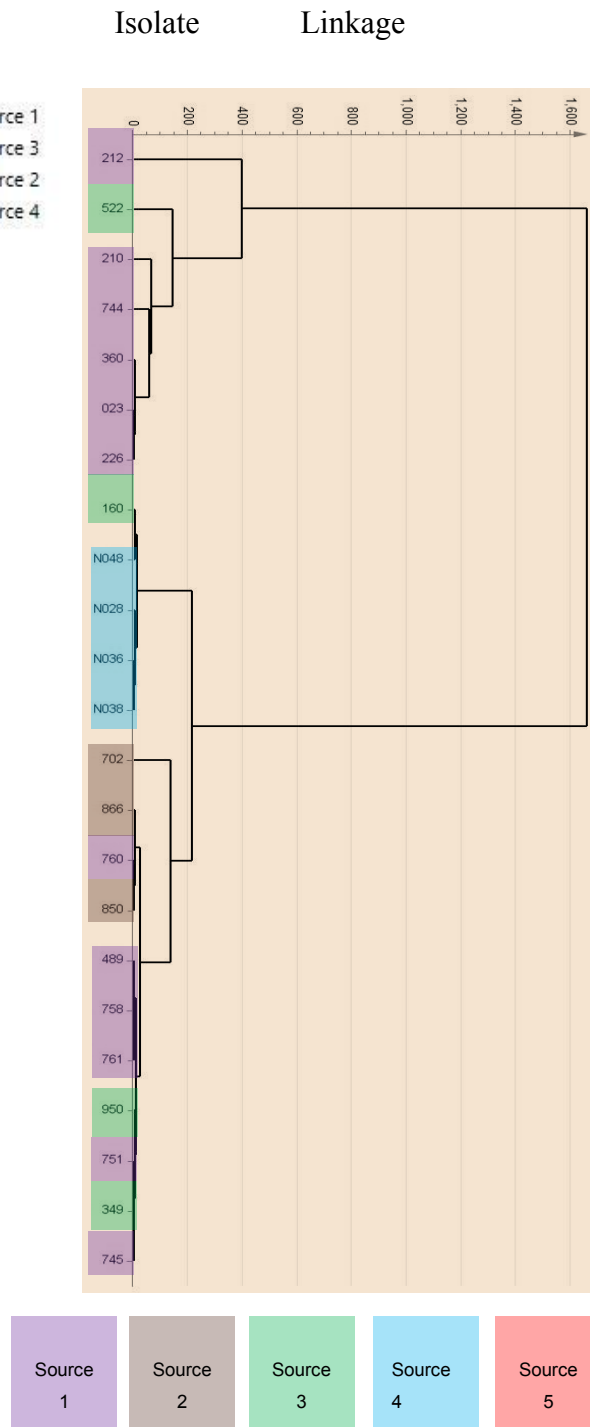 Isolate Linkage
rce 1
rce 3
rce 2
rce 4
0 200 400 600 800 1,000 1,200 1,400 1,600
212
522
210
744
360
023
226
160
N048
N028
N036
N038
702
866
760
850
489
758
761
950
751
349
745
Source 1
Source 2
Source 3
Source 4
Source 5